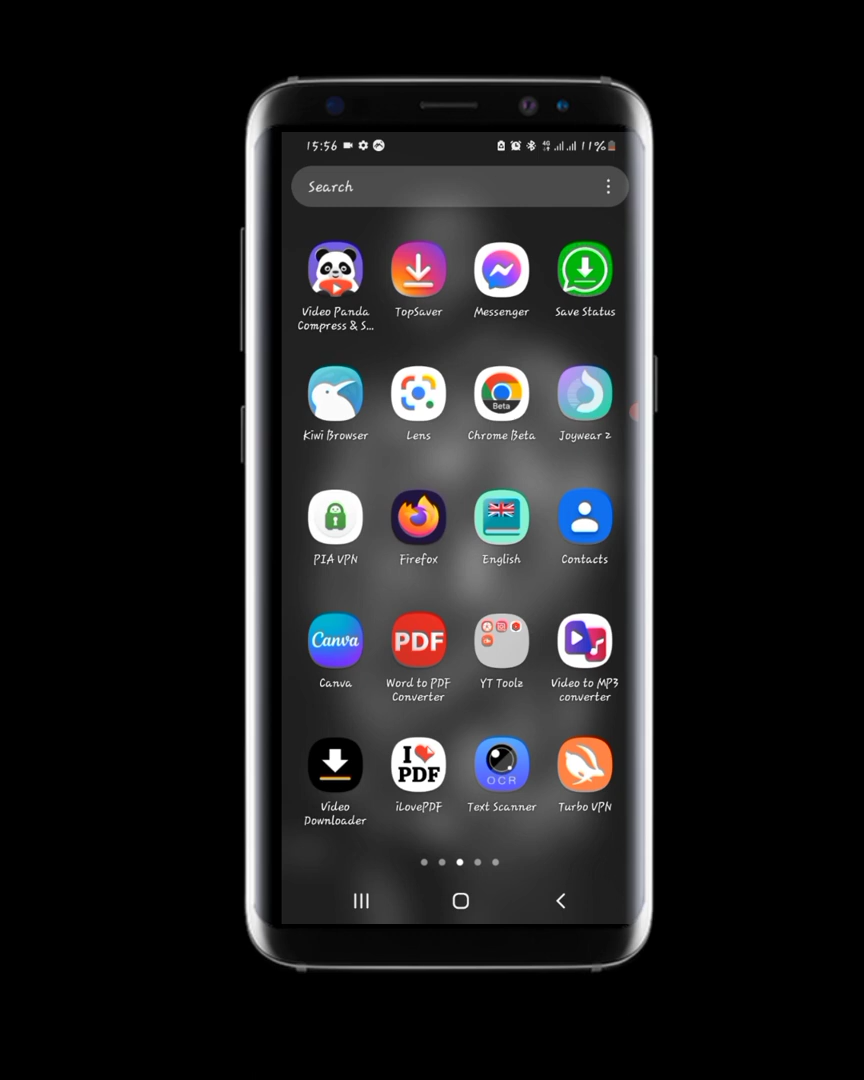 15:56
4G
11%
Search
Video Panda
Compress & S...
TopSaver
Messenger
Save Status
Beta
Kiwi Browser
Lens
Chrome Beta
Joywear 2
PIA VPN
Firefox
English
Contacts
Canva
PDF
Canva
Word to PDF
Converter
YT Toolz
Video to MP3
converter
I
PDF
OCR
Video
Downloader
iLovePDF
Text Scanner
Turbo VPN